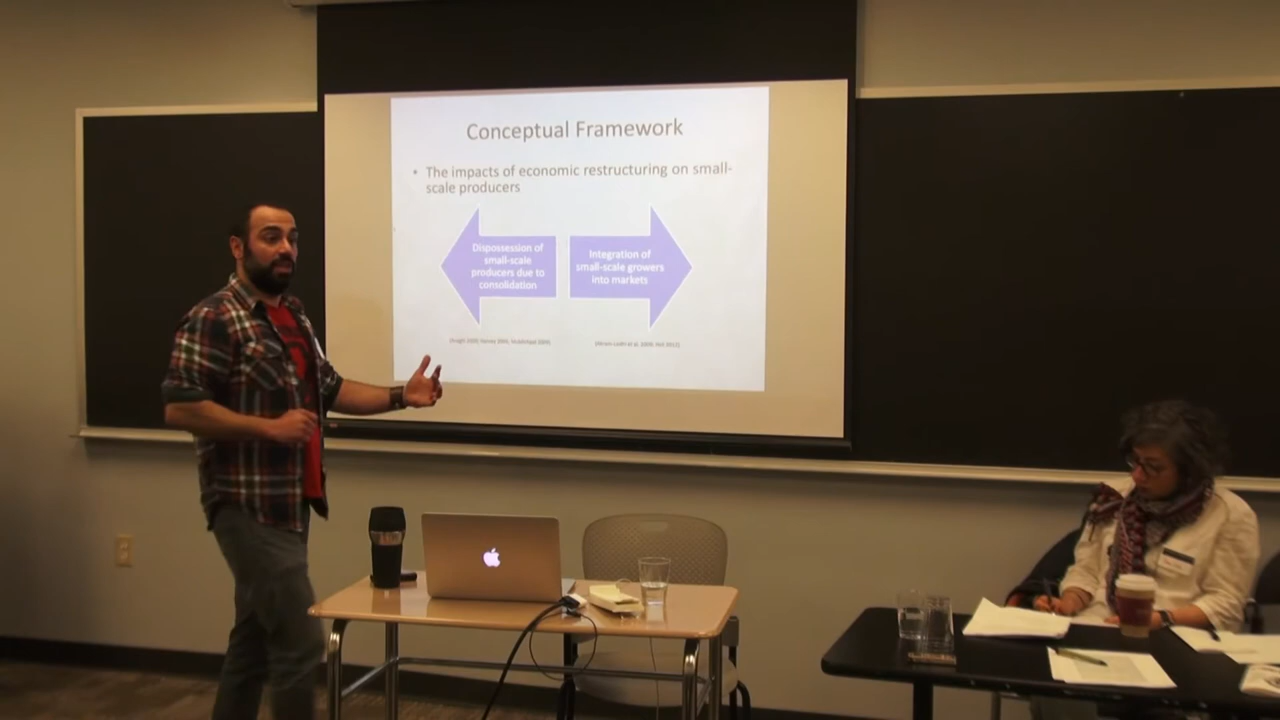 Conceptual Framework
• The impacts of economic restructuring on small-
scale producers
Dispossession of
small-scale
producers due to
consolidation
Integration of
small-scale growers
into markets